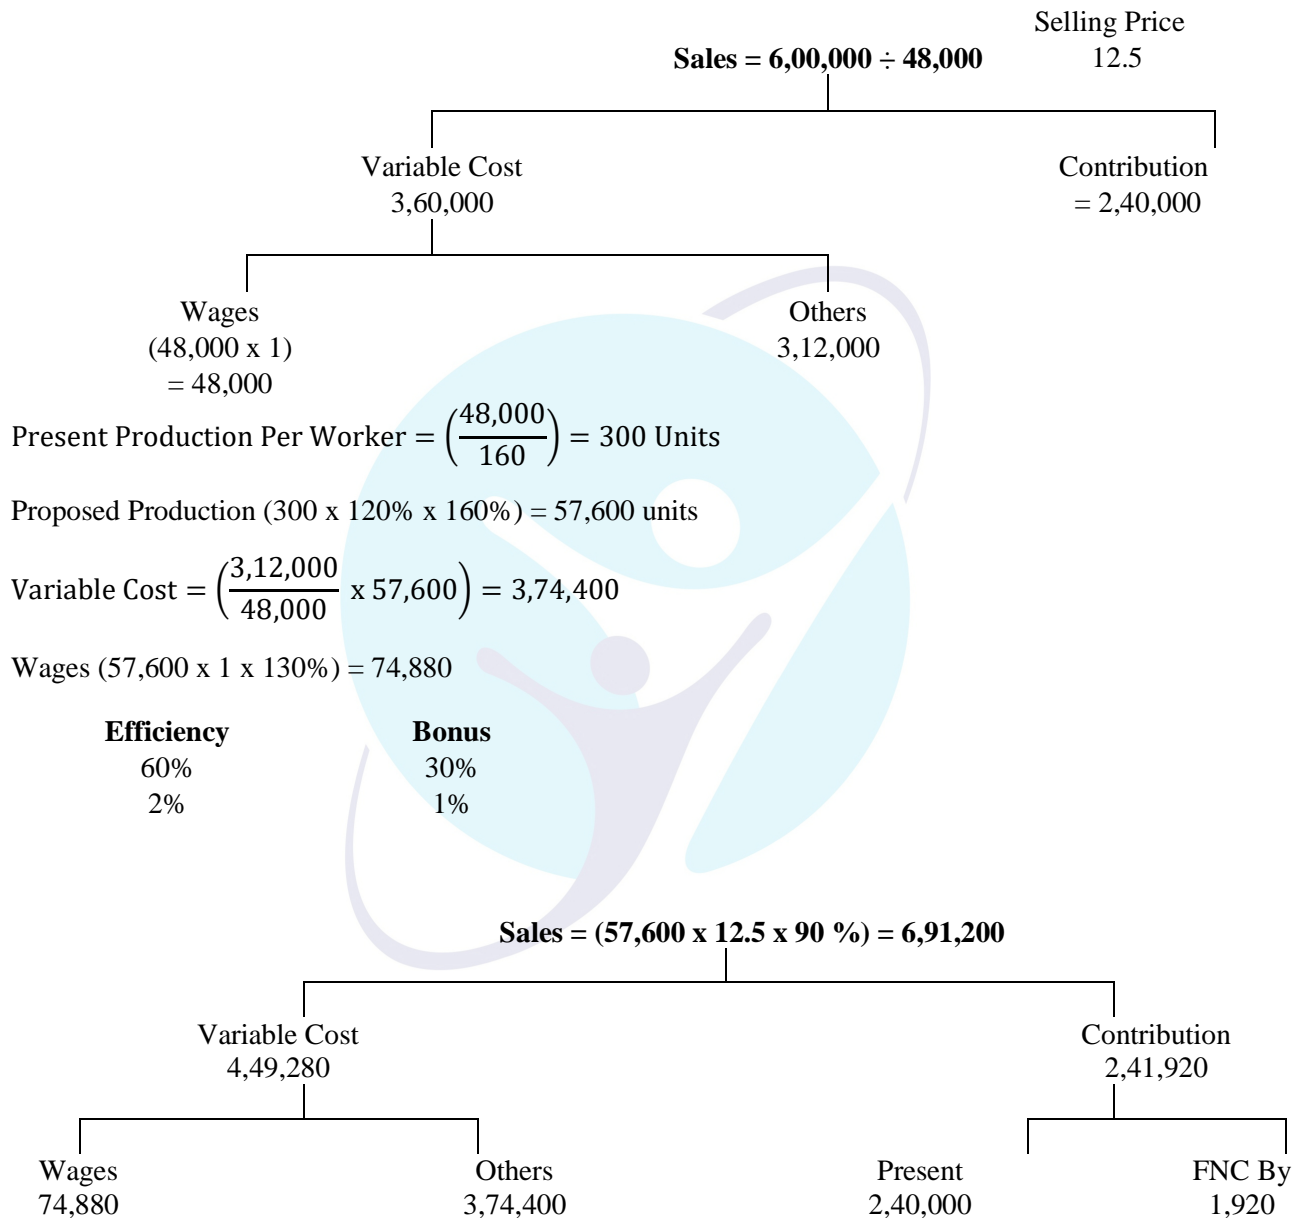 Selling Price
Sales = 6,00,000 ÷ 48,000 12.5
Variable Cost Contribution
3,60,000 = 2,40,000
Wages Others
(48,000 x 1) 3,12,000
= 48,000
Present Production Per Worker = (48,000/160) = 300 Units
Proposed Production (300 x 120% x 160%) = 57,600 units
Variable Cost = (3,12,000/48,000 x 57,600) = 3,74,400
Wages (57,600 x 1 x 130%) = 74,880
Efficiency Bonus
60% 30%
2% 1%
Sales = (57,600 x 12.5 x 90 %) = 6,91,200
Variable Cost Contribution
4,49,280 2,41,920
Wages Others Present FNC By
74,880 3,74,400 2,40,000 1,920